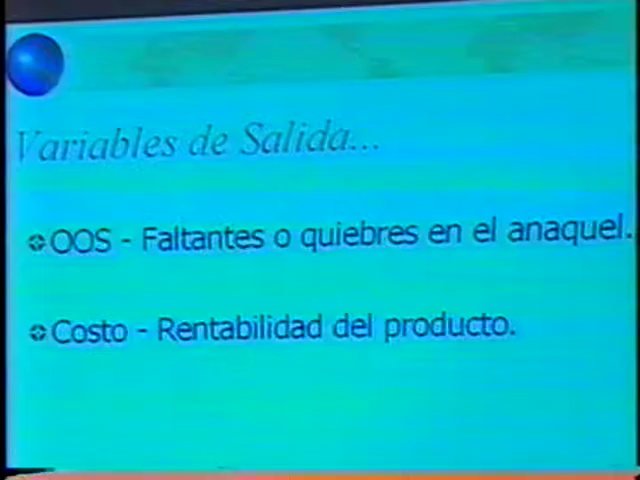 Variables de Salida...
OOS - Faltantes o quiebres en el anaquel.
Costo - Rentabilidad del producto.